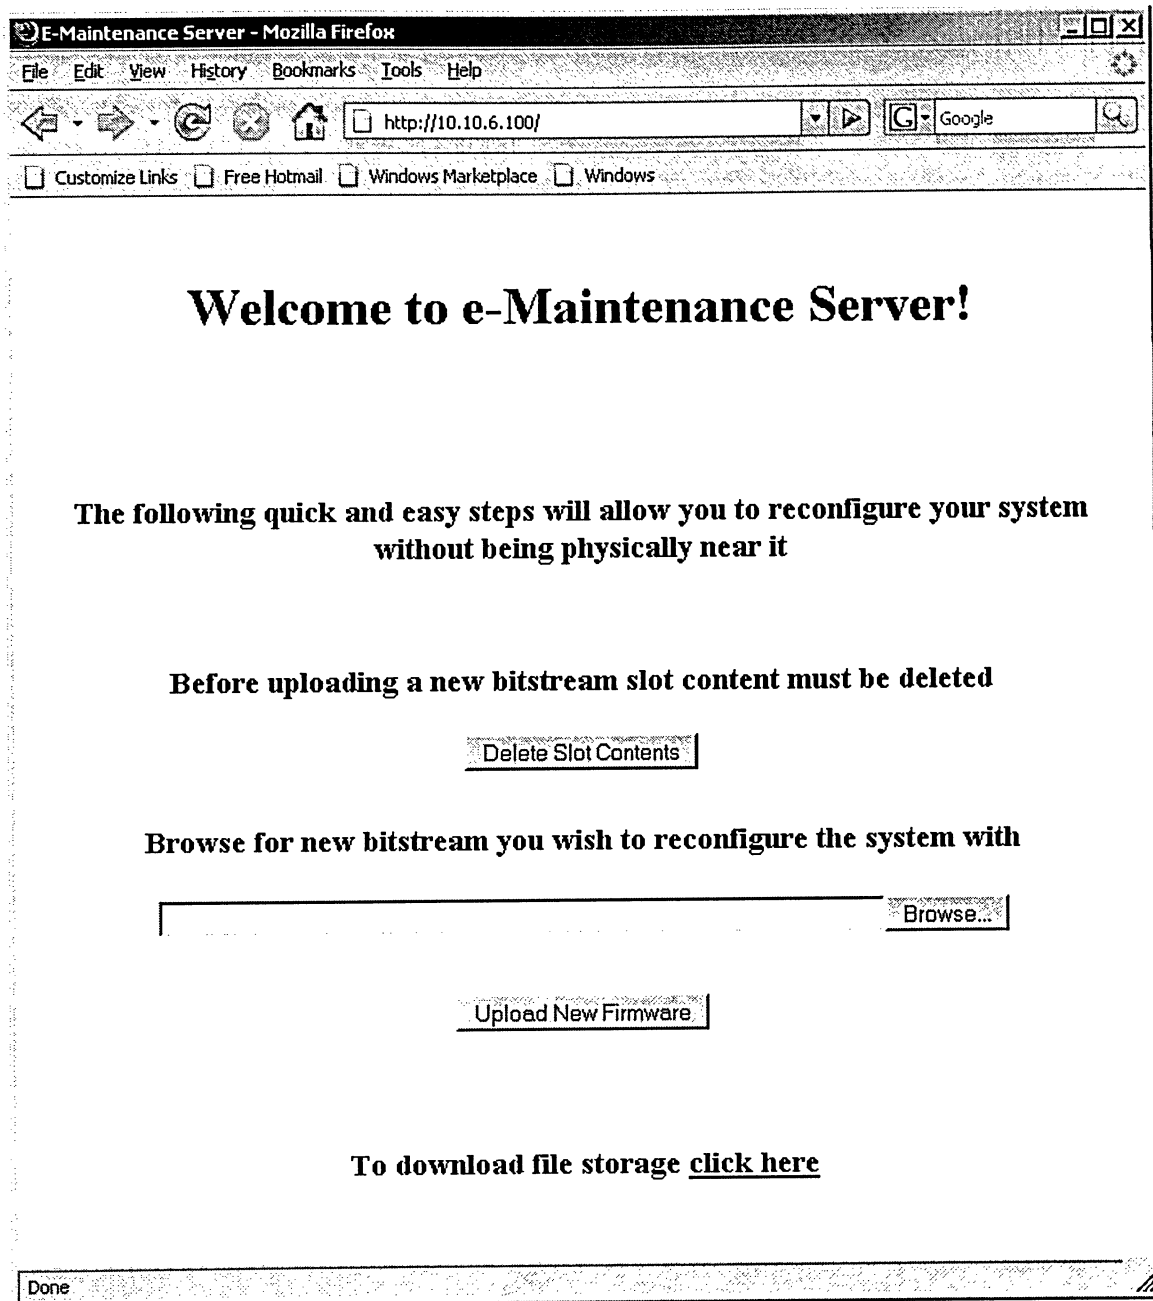 E-Maintenance Server - Mozilla Firefox
File Edit View History Bookmarks Tools Help
http://10.10.6.100/ G Google
Customize Links Free Hotmail Windows Marketplace Windows
Welcome to e-Maintenance Server!
The following quick and easy steps will allow you to reconfigure your system
without being physically near it
Before uploading a new bitstream slot content must be deleted
Delete Slot Contents
Browse for new bitstream you wish to reconfigure the system with
Browse...
Upload New Firmware
To download file storage click here
Done